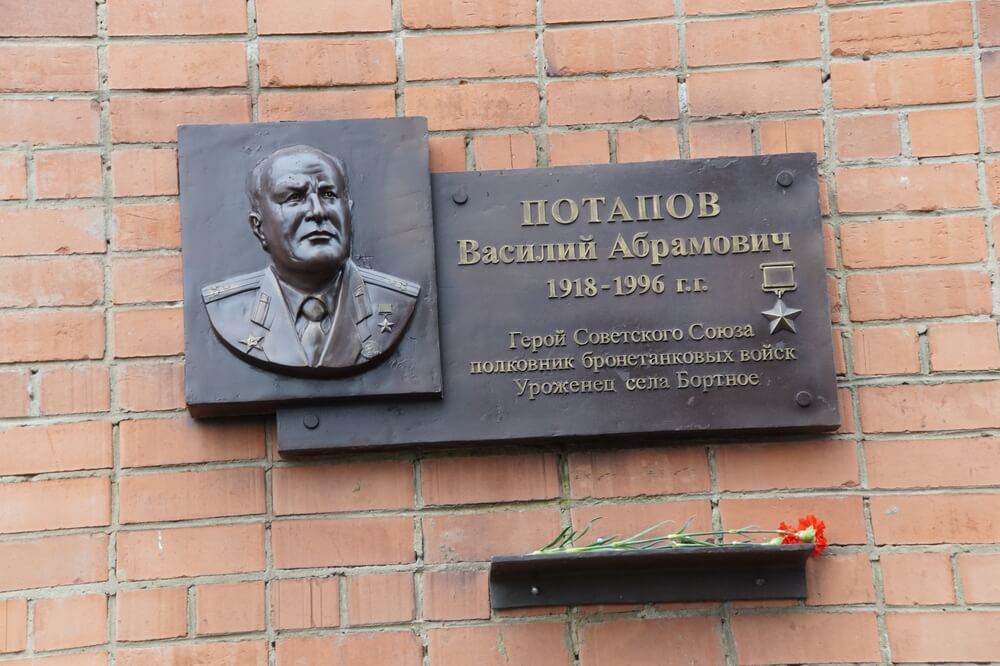 ПОТАПОВ
Василий Абрамович
1918-1996 г.г.
Герой Советского Союза
полковник бронетанковых войск
Уроженец села Бортное